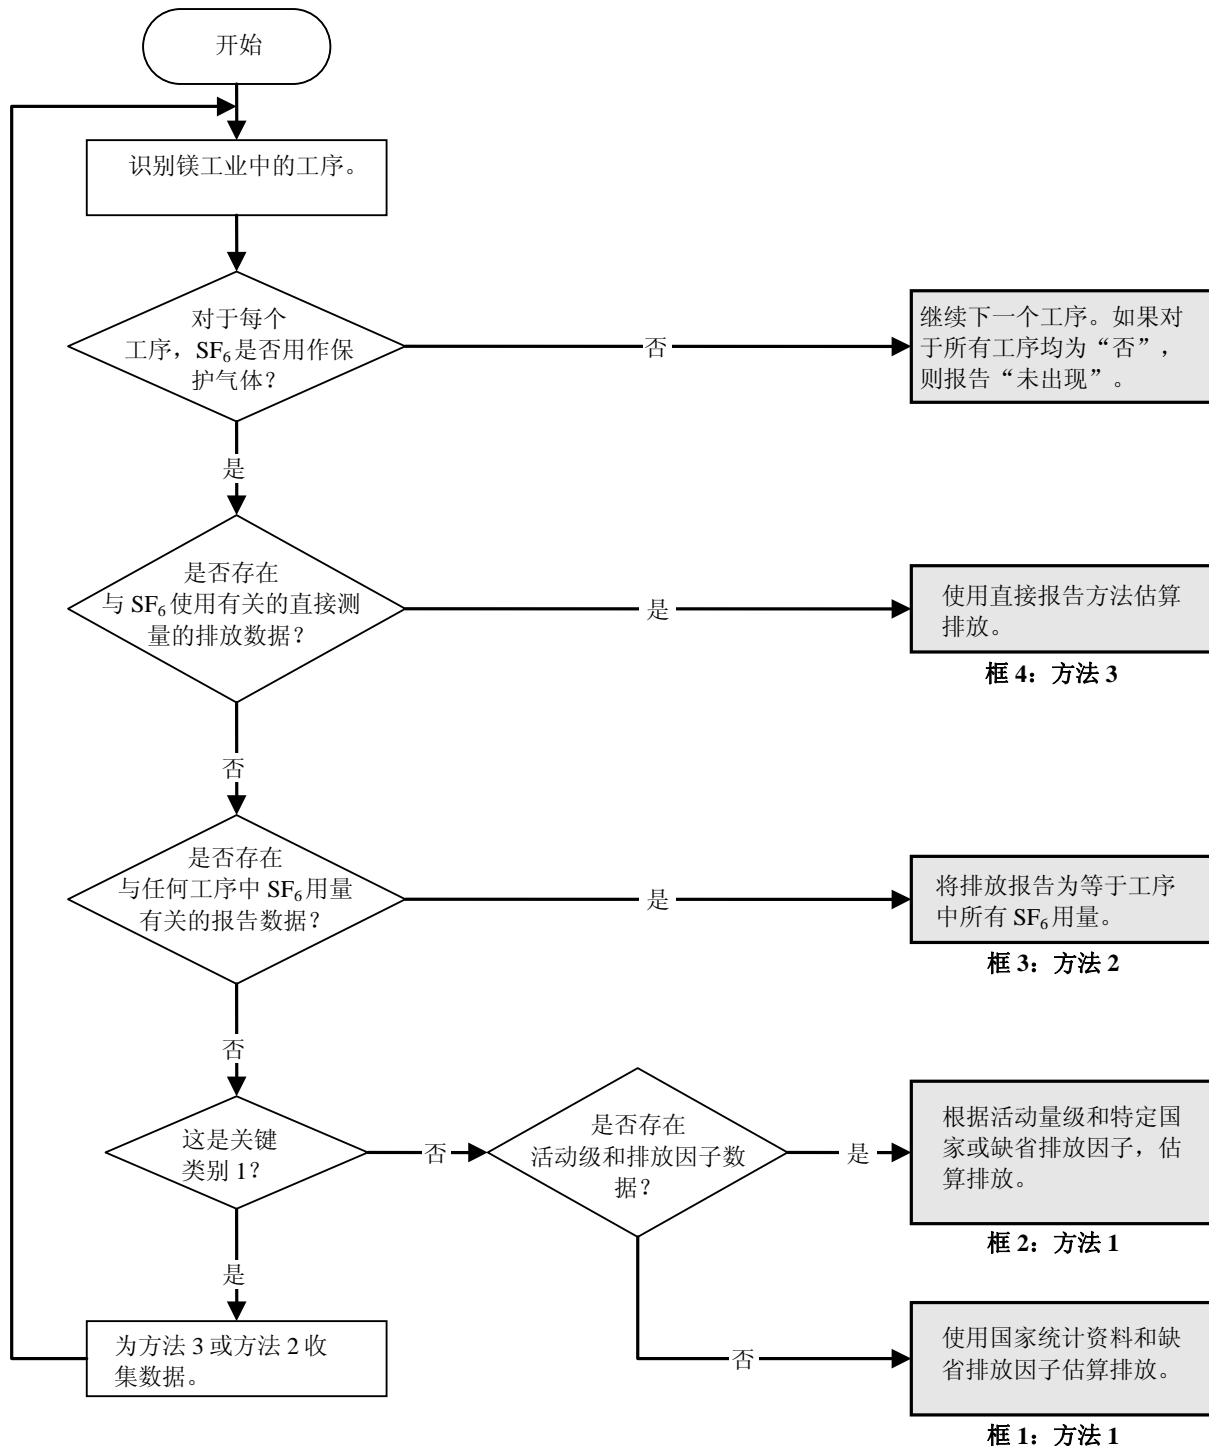 开始
识别镁工业中的工序。
对于每个
工序，SF₆是否用作保
护气体？
否
继续下一个工序。如果对
于所有工序均为“否”，
则报告“未出现”。
是
是否存在
与 SF₆使用有关的直接测
量的排放数据？
是
使用直接报告方法估算
排放。
框 4：方法 3
否
是否存在
与任何工序中 SF₆用量
有关的报告数据？
是
将排放报告为等于工序
中所有 SF₆用量。
框 3：方法 2
否
这是关键
类别 1？
否
是否存在
活动级和排放因子数
据？
是
根据活动量级和特定国
家或缺省排放因子，估
算排放。
框 2：方法 1
是
为方法 3 或方法 2 收
集数据。
否
使用国家统计资料和缺
省排放因子估算排放。
框 1：方法 1